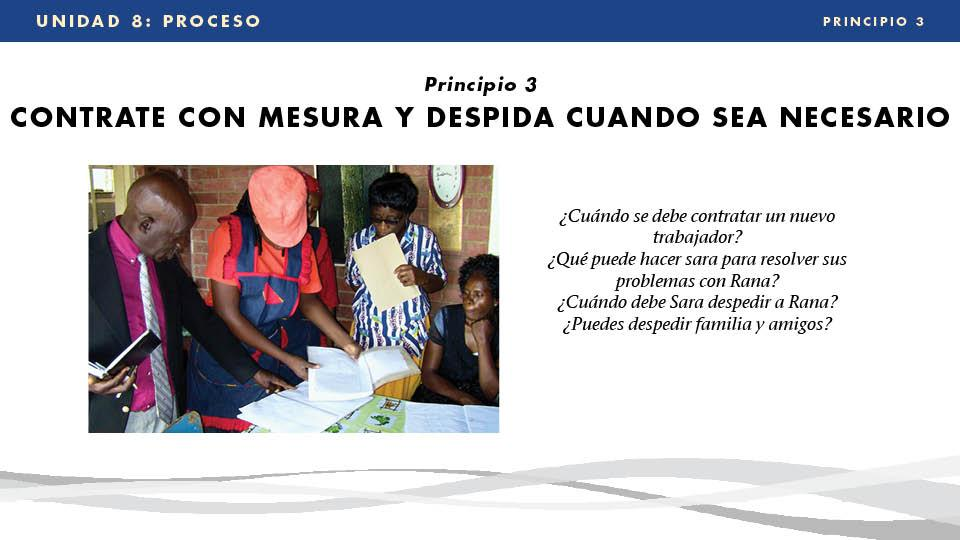 UNIDAD 8: PROCESO
PRINCIPIO 3
Principio 3
CONTRATE CON MESURA Y DESPIDA CUANDO SEA NECESARIO
¿Cuándo se debe contratar un nuevo
trabajador?
¿Qué puede hacer sara para resolver sus
problemas con Rana?
¿Cuándo debe Sara despedir a Rana?
¿Puedes despedir familia y amigos?